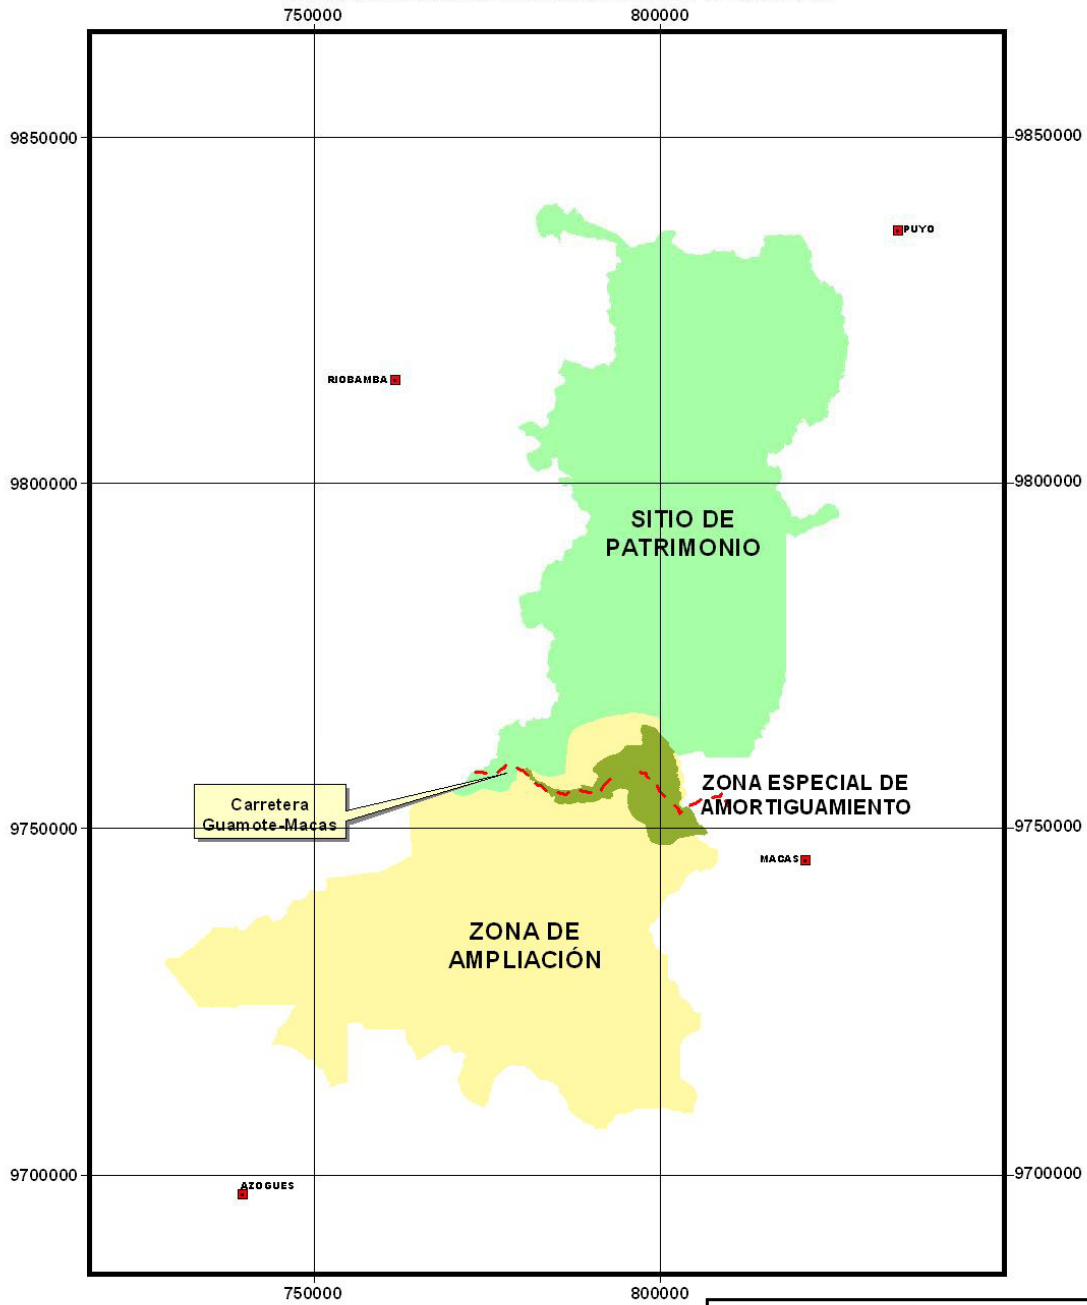 750000
800000
9850000
9850000
PUYO
RIOBAMBA
9800000
9800000
SITIO DE
PATRIMONIO
ZONA ESPECIAL DE
AMORTIGUAMIENTO
Carretera
Guamote-Macas
9750000
9750000
MACAS
ZONA DE
AMPLIACIÓN
9700000
9700000
AZOGUES
750000
800000